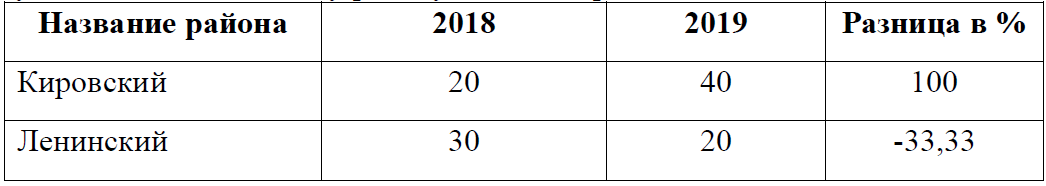 Название района 2018 2019 Разница в %
Кировский 20 40 100
Ленинский 30 20 -33,33